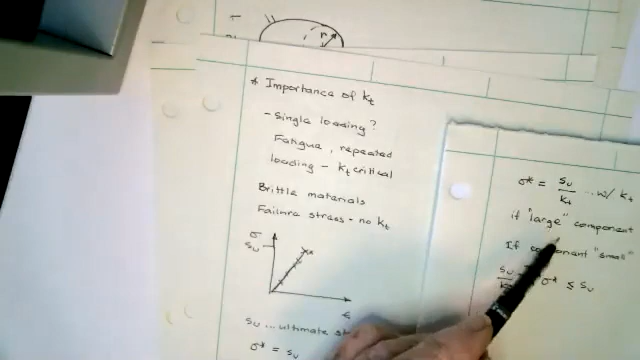 r
* Importance of kt
- Single loading?
Fatigue, repeated
loading - kt critical
Brittle materials
Failure stress - no kt
σ
Su
x
ε
Su ... ultimate
σ* = Su
σ* = Su/kt ... w/ kt
if "large" component
If component "small"
σ* ≤ Su